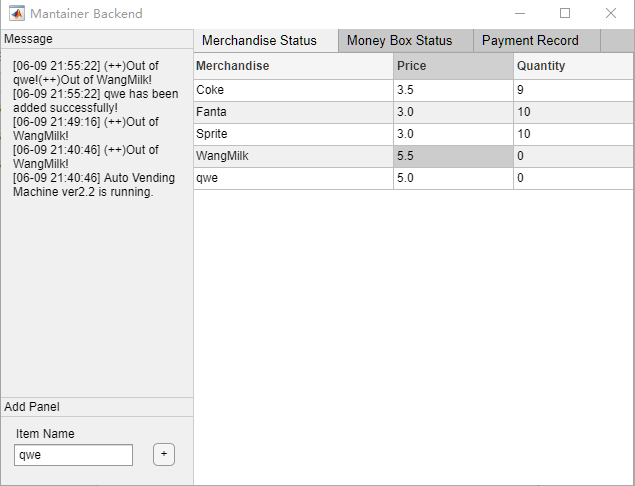 Mantainer Backend
Message
[06-09 21:55:22] (++)Out of
qwe!(++)Out of WangMilk!
[06-09 21:55:22] qwe has been
added successfully!
[06-09 21:49:16] (++)Out of
WangMilk!
[06-09 21:40:46] (++)Out of
WangMilk!
[06-09 21:40:46] Auto Vending
Machine ver2.2 is running.
Add Panel
Item Name
qwe +
Merchandise Status Money Box Status Payment Record
Merchandise Price Quantity
Coke 3.5 9
Fanta 3.0 10
Sprite 3.0 10
WangMilk 5.5 0
qwe 5.0 0